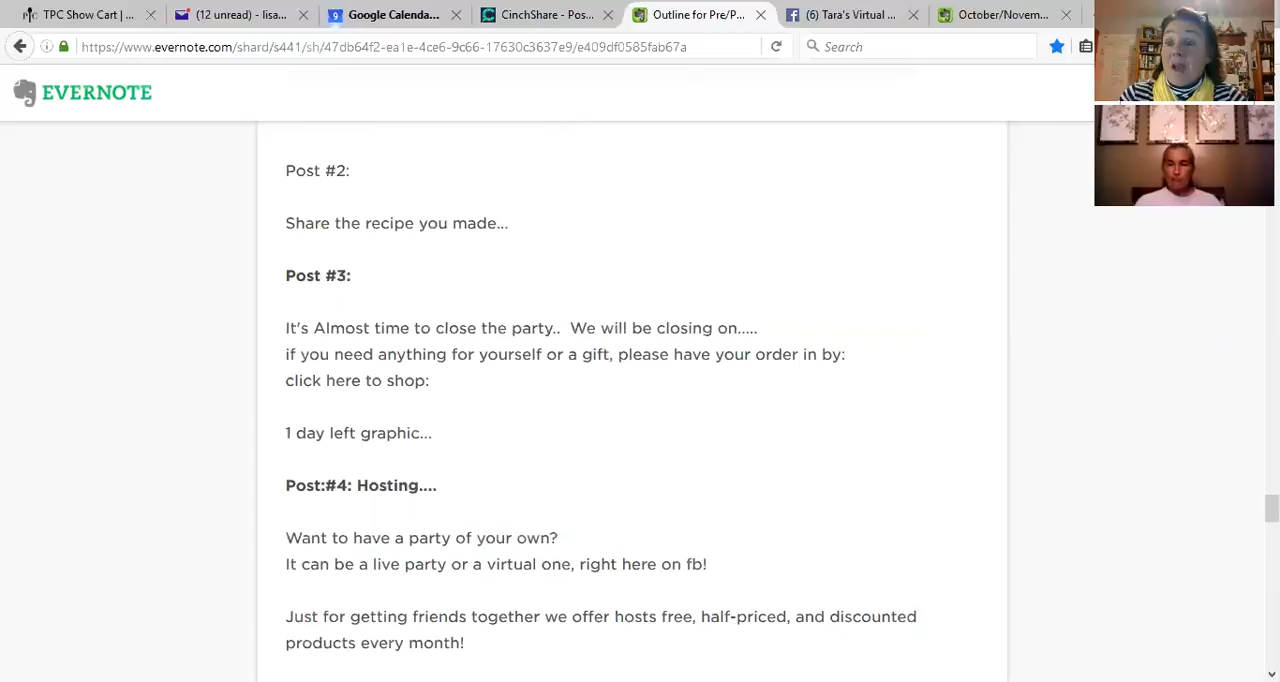 TPC Show Cart | ...
(12 unread) - lisa...
Google Calenda...
CinchShare - Pos...
Outline for Pre/P...
(6) Tara's Virtual ...
October/Novem...
https://www.evernote.com/shard/s441/sh/47db64f2-ea1e-4ce6-9c66-17630c3637e9/e409df0585fab67a
Search
EVERNOTE
Post #2:
Share the recipe you made...
Post #3:
It's Almost time to close the party..  We will be closing on.....
if you need anything for yourself or a gift, please have your order in by:
click here to shop:
1 day left graphic...
Post:#4: Hosting....
Want to have a party of your own?
It can be a live party or a virtual one, right here on fb!
Just for getting friends together we offer hosts free, half-priced, and discounted
products every month!